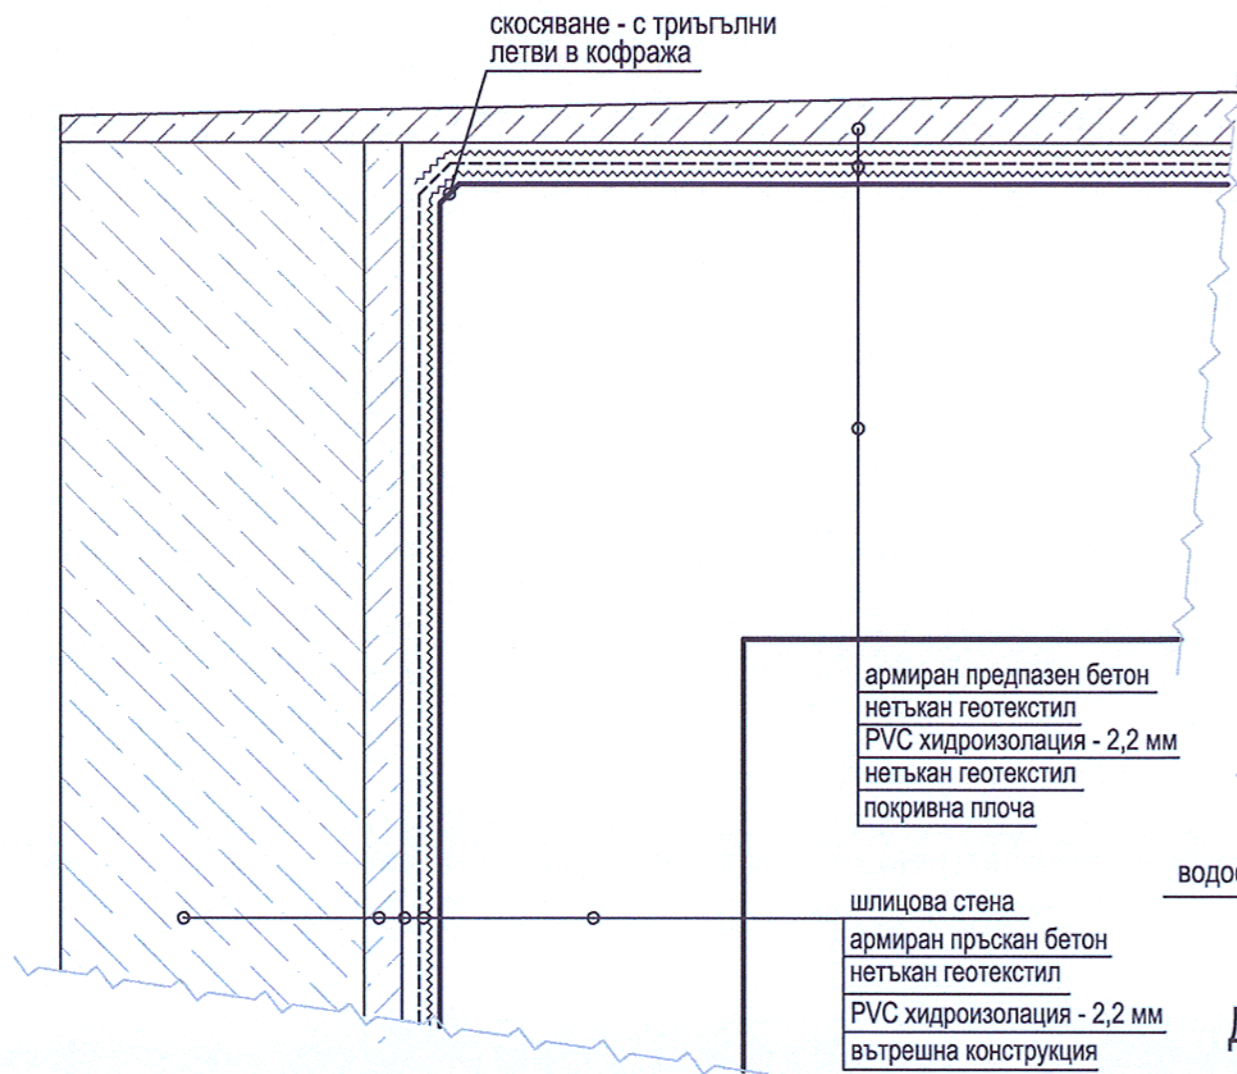 скосяване - с триъгълни
летви в кофража
армиран предпазен бетон
нетъкан геотекстил
PVC хидроизолация - 2,2 мм
нетъкан геотекстил
покривна плоча
шлицова стена
армиран пръскан бетон
нетъкан геотекстил
PVC хидроизолация - 2,2 мм
вътрешна конструкция